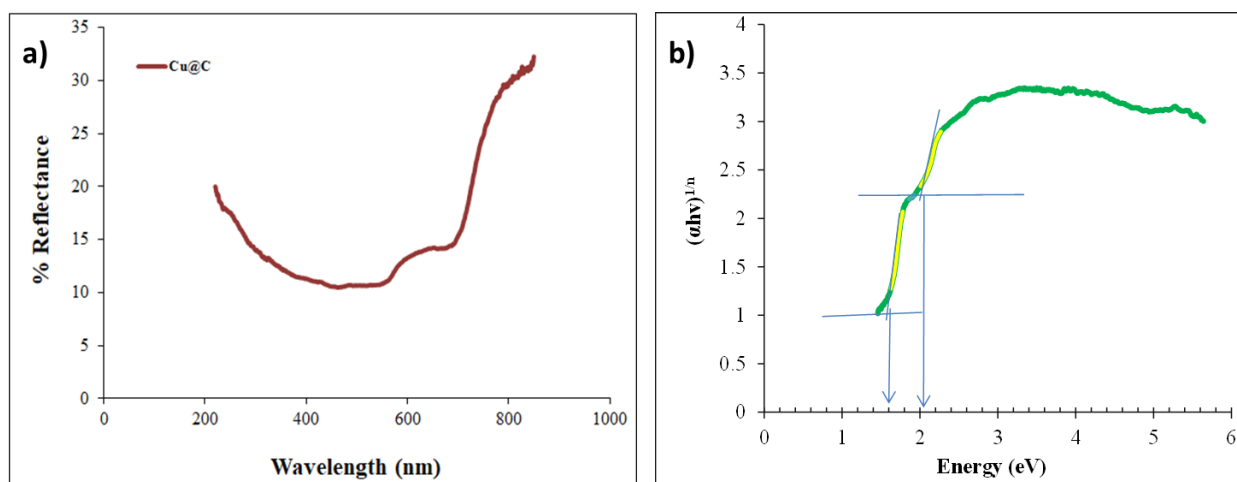 a)
Cu@C
% Reflectance
35
30
25
20
15
10
5
0
0 200 400 600 800 1000
Wavelength (nm)
b)
(αhν)1/n
4
3.5
3
2.5
2
1.5
1
0.5
0
0 1 2 3 4 5 6
Energy (eV)